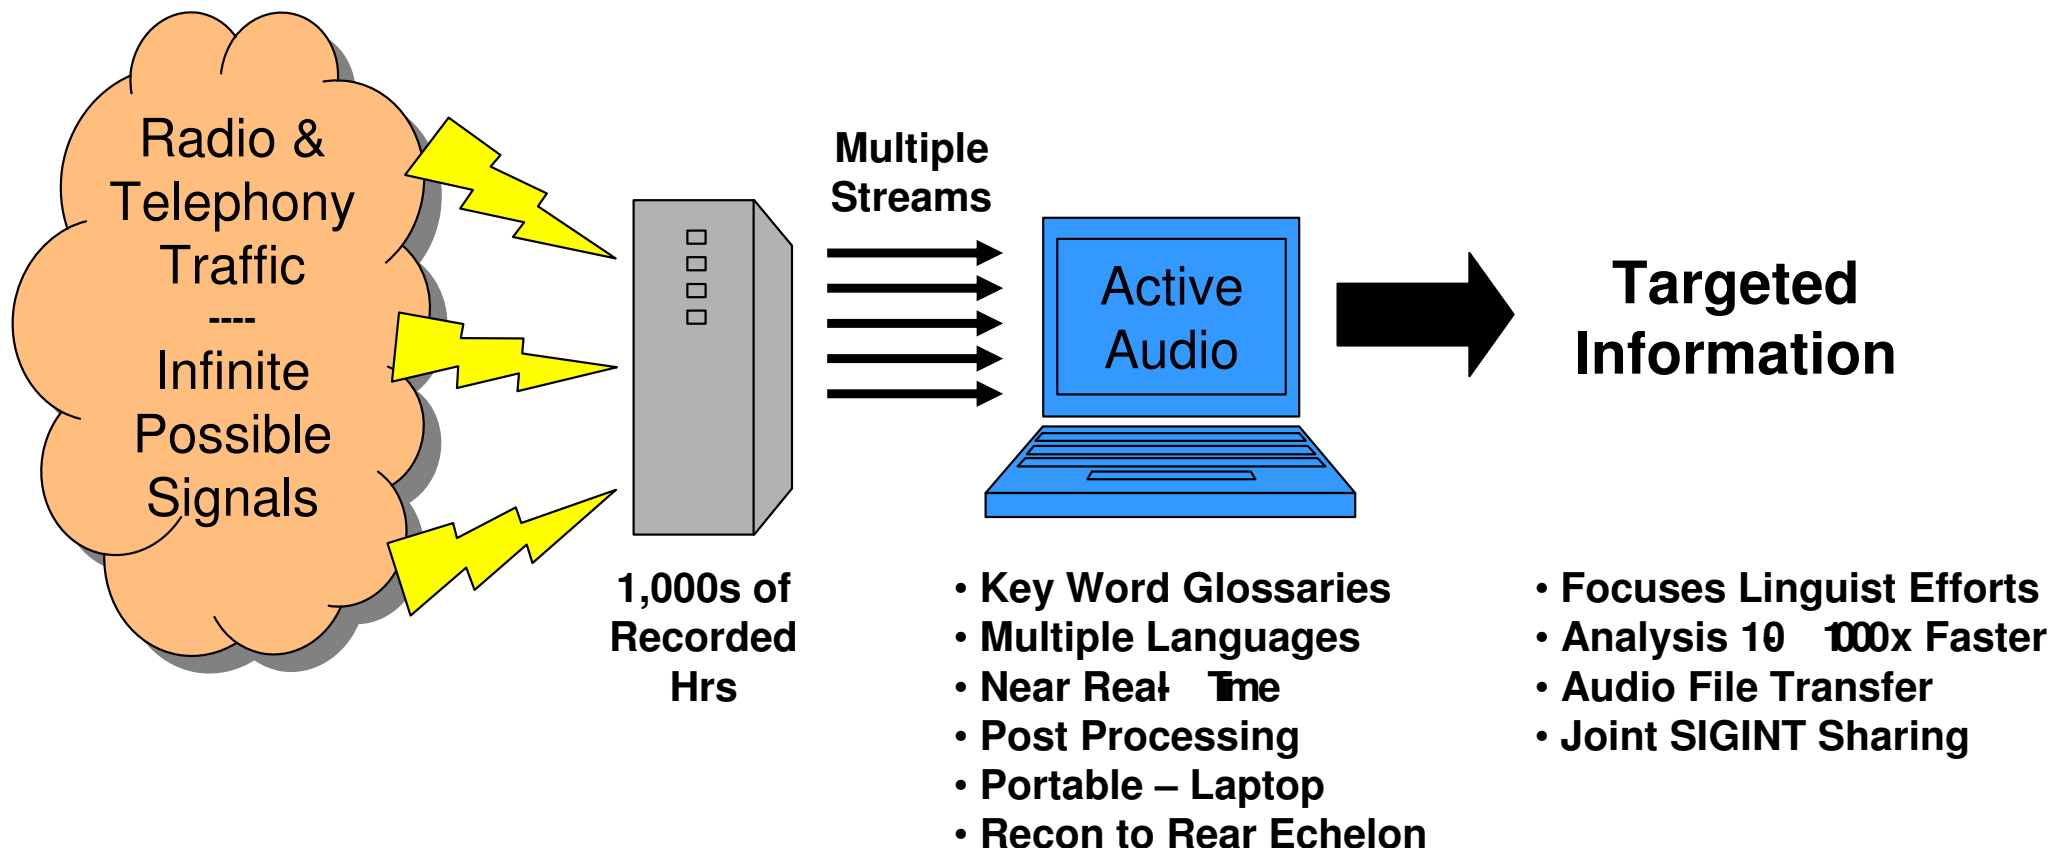 Radio &
Telephony
Traffic
----
Infinite
Possible
Signals
1,000s of
Recorded
Hrs
Multiple
Streams
Active
Audio
• Key Word Glossaries
• Multiple Languages
• Near Real- Time
• Post Processing
• Portable – Laptop
• Recon to Rear Echelon
Targeted
Information
• Focuses Linguist Efforts
• Analysis 10- 1000x Faster
• Audio File Transfer
• Joint SIGINT Sharing